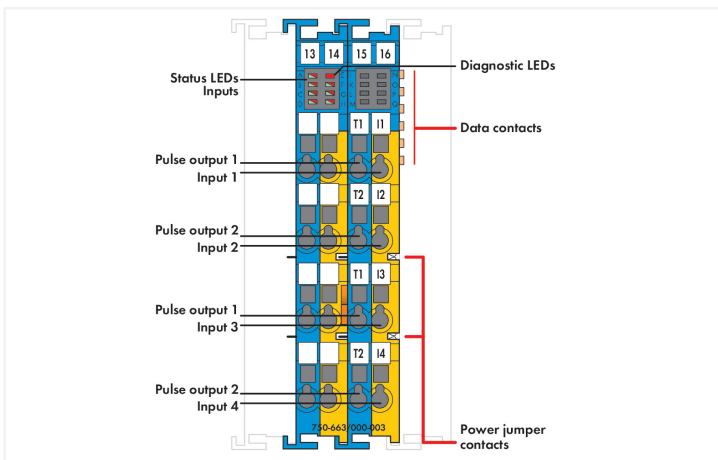 13 14 15 16
Status LEDs
Inputs
Diagnostic LEDs
A
B
C
D
E
F
G
H
K
L
M
N
O
P
Q
Data contacts
T1 I1
Pulse output 1
Input 1
T2 I2
Pulse output 2
Input 2
T1 I3
Pulse output 1
Input 3
T2 I4
Pulse output 2
Input 4
750-663/000-003
Power jumper
contacts